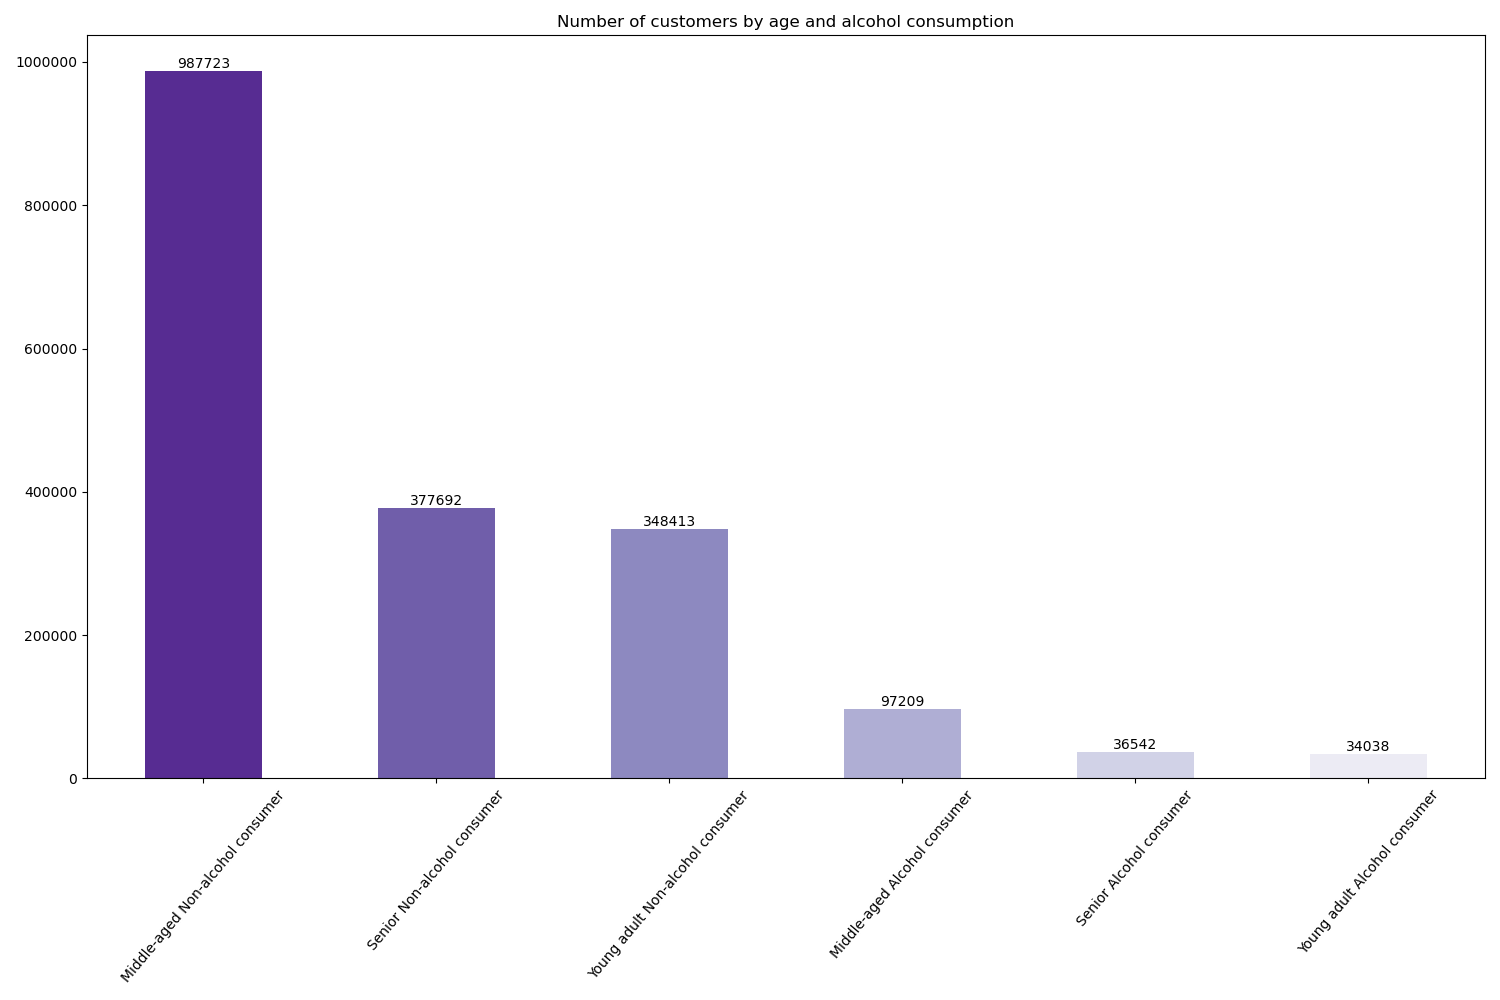 Number of customers by age and alcohol consumption
1000000
800000
600000
400000
200000
0
987723
377692
348413
97209
36542
34038
Middle-aged Non-alcohol consumer
Senior Non-alcohol consumer
Young adult Non-alcohol consumer
Middle-aged Alcohol consumer
Senior Alcohol consumer
Young adult Alcohol consumer